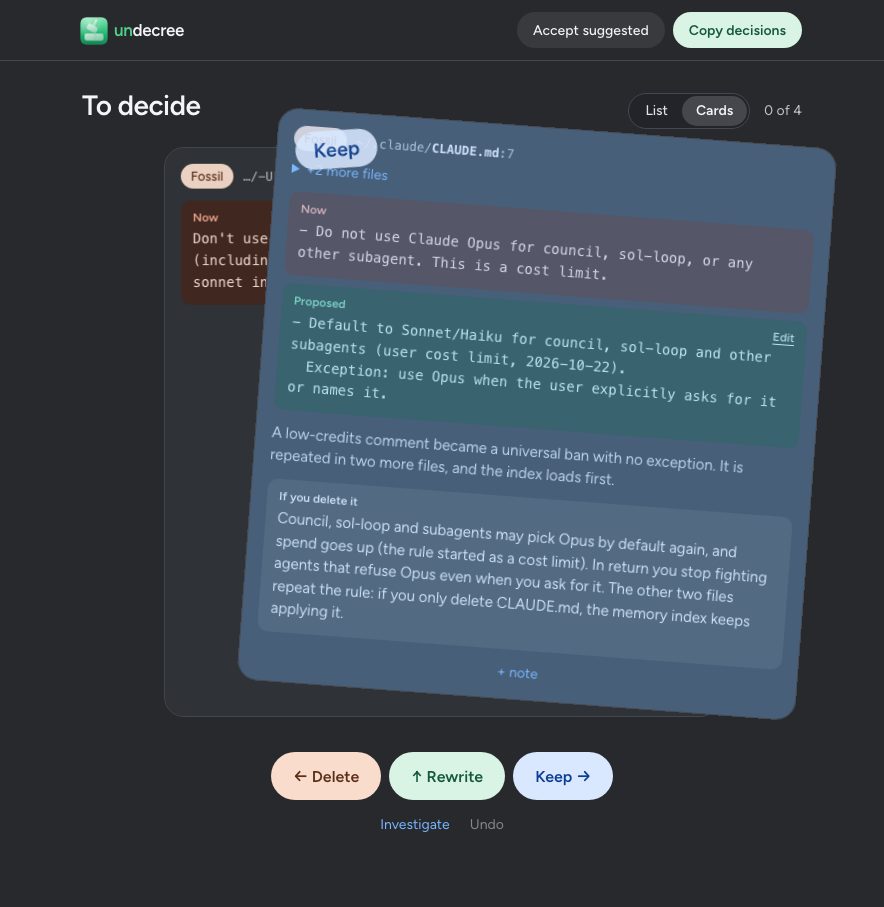 undecree
Accept suggested
Copy decisions
To decide
List
Cards
0 of 4
Fossil
…/-U
Now
Don't use
(includin
sonnet in
Keep
.claude/CLAUDE.md:7
+2 more files
Now
– Do not use Claude Opus for council, sol-loop, or any
other subagent. This is a cost limit.
Proposed
Edit
– Default to Sonnet/Haiku for council, sol-loop and other
subagents (user cost limit, 2026-10-22).
Exception: use Opus when the user explicitly asks for it
or names it.
A low-credits comment became a universal ban with no exception. It is
repeated in two more files, and the index loads first.
If you delete it
Council, sol-loop and subagents may pick Opus by default again, and
spend goes up (the rule started as a cost limit). In return you stop fighting
agents that refuse Opus even when you ask for it. The other two files
repeat the rule: if you only delete CLAUDE.md, the memory index keeps
applying it.
+ note
← Delete
↑ Rewrite
Keep →
Investigate
Undo